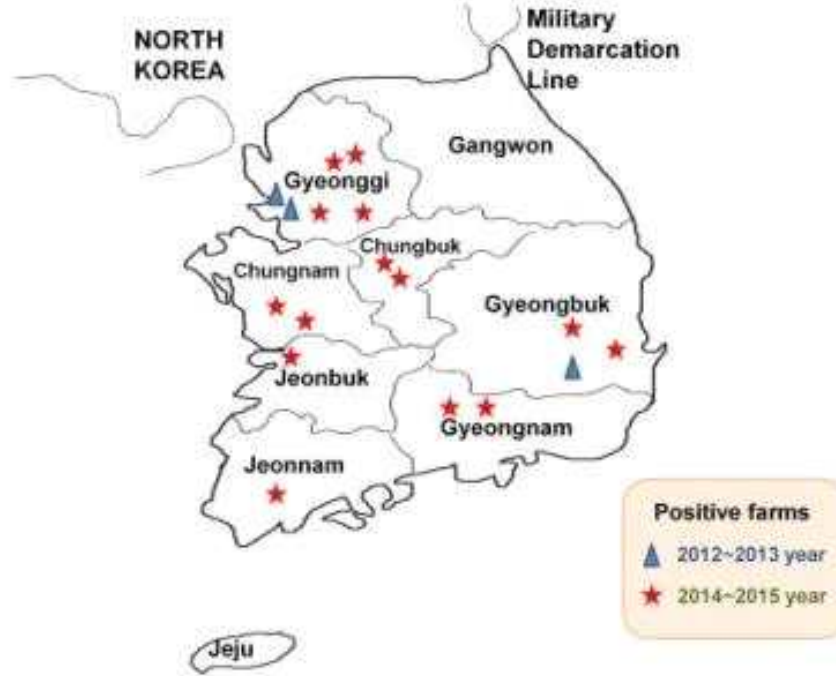 NORTH
KOREA
Military
Demarcation
Line
Gangwon
Gyeonggi
Chungbuk
Chungnam
Gyeongbuk
Jeonbuk
Gyeongnam
Jeonnam
Jeju
Positive farms
2012~2013 year
2014~2015 year